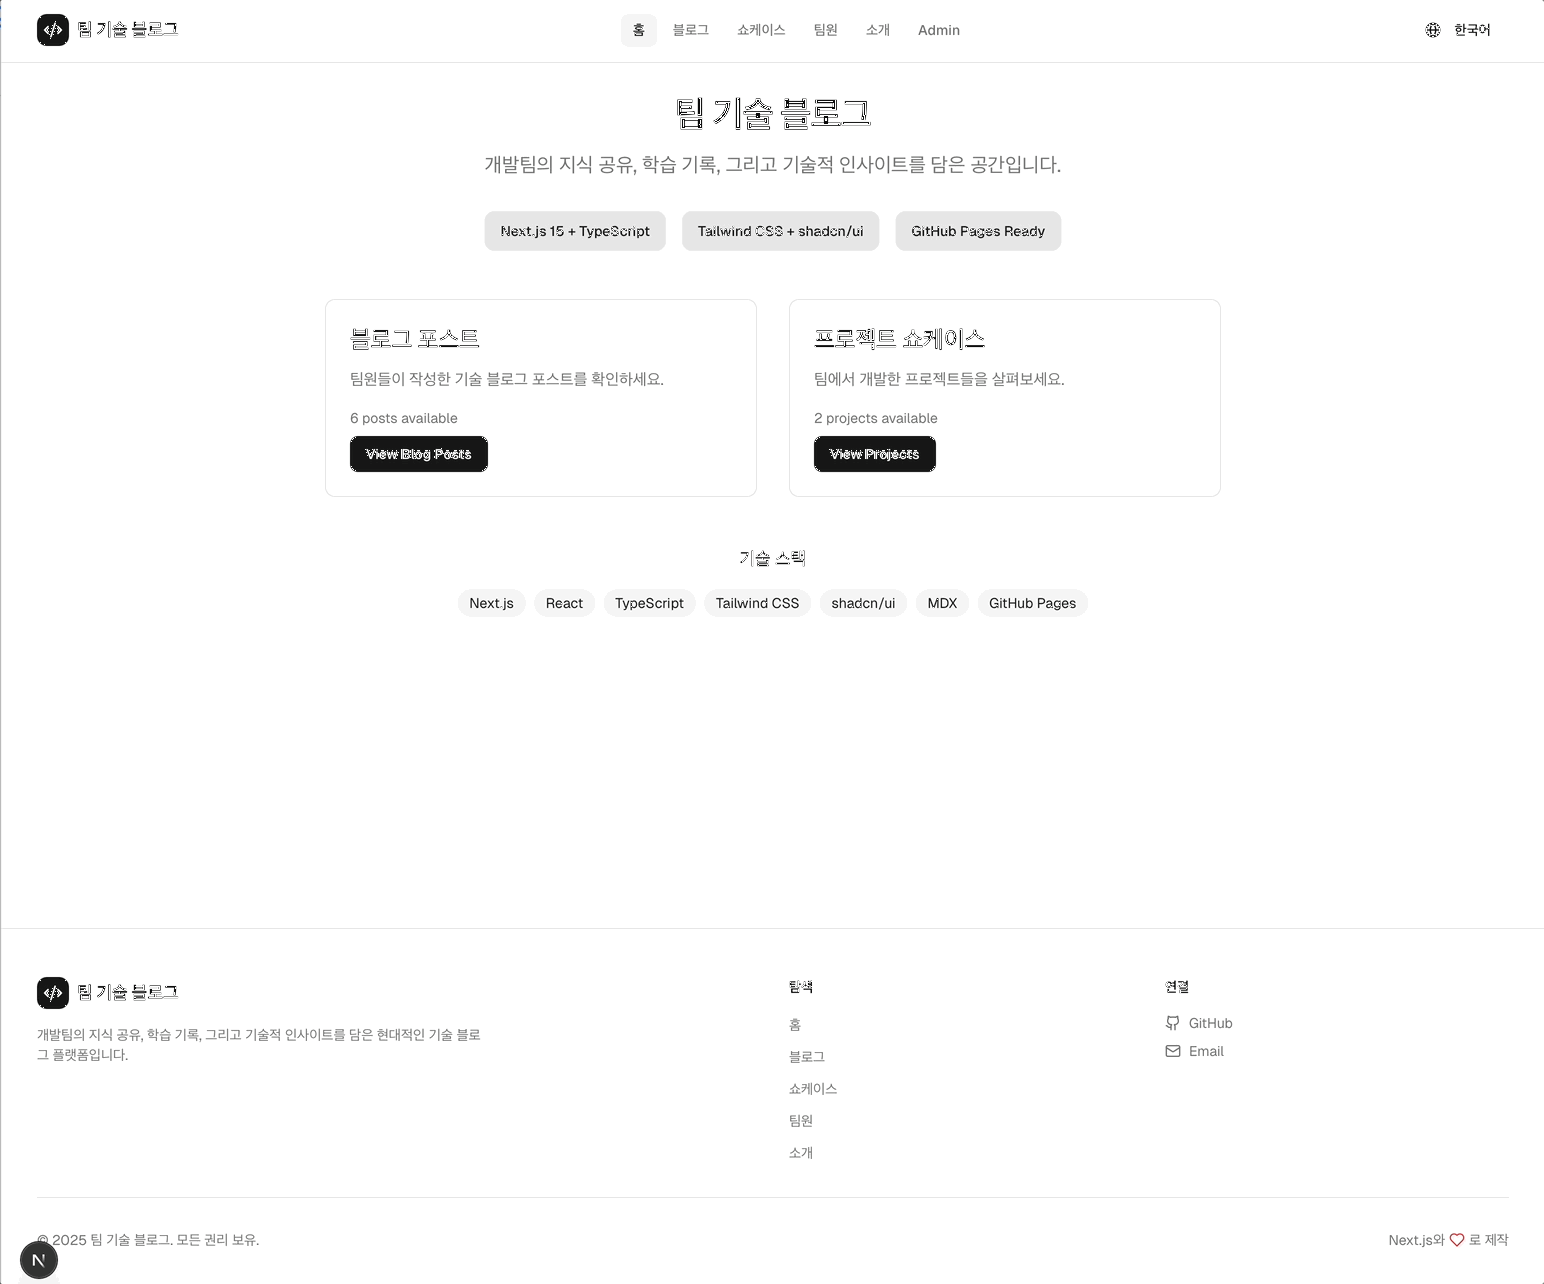 팀 기술 블로그
홈 블로그 쇼케이스 팀원 소개 Admin
한국어
팀 기술 블로그
개발팀의 지식 공유, 학습 기록, 그리고 기술적 인사이트를 담은 공간입니다.
Next.js 15 + TypeScript
Tailwind CSS + shadcn/ui
GitHub Pages Ready
블로그 포스트
팀원들이 작성한 기술 블로그 포스트를 확인하세요.
6 posts available
View Blog Posts
프로젝트 쇼케이스
팀에서 개발한 프로젝트들을 살펴보세요.
2 projects available
View Projects
기술 스택
Next.js React TypeScript Tailwind CSS shadcn/ui MDX GitHub Pages
팀 기술 블로그
개발팀의 지식 공유, 학습 기록, 그리고 기술적 인사이트를 담은 현대적인 기술 블로
그 플랫폼입니다.
탐색
홈
블로그
쇼케이스
팀원
소개
연결
GitHub
Email
© 2025 팀 기술 블로그. 모든 권리 보유.
Next.js와 로 제작
N